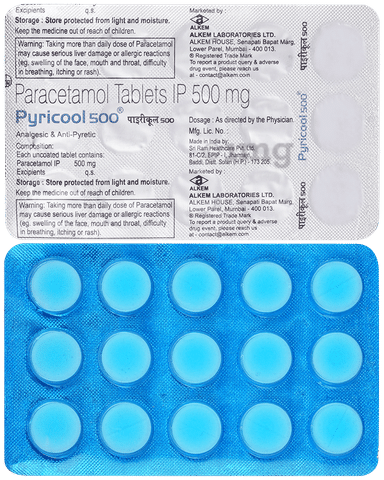 Excipients q.s.
Storage : Store protected from light and moisture.
Keep the medicine out of reach of children.
Warning: Taking more than daily dose of Paracetamol
may cause serious liver damage or allergic reactions
(eg. swelling of the face, mouth and throat, difficulty
in breathing, itching or rash).
Marketed by :
ALKEM
ALKEM LABORATORIES LTD.
ALKEM HOUSE, Senapati Bapat Marg,
Lower Parel, Mumbai - 400 013.
® Registered Trade Mark
To report a product query & adverse
drug event, please reach us
at - contact@alkem.com
Pyricool 500
पाइरीकूल 500
Paracetamol Tablets IP 500 mg
Pyricool 500® पाइरीकूल 500
Analgesic & Anti-Pyretic
Composition:
Each uncoated tablet contains:
Paracetamol IP 500 mg
Excipients q.s.
Storage : Store protected from light and moisture.
Keep the medicine out of reach of children.
Warning: Taking more than daily dose of Paracetamol
may cause serious liver damage or allergic reactions
(eg. swelling of the face, mouth and throat, difficulty
in breathing, itching or rash).
Dosage : As directed by the Physician.
Mfg. Lic. No. :
Made in India by :
Sri Ram Healthcare Pvt. Ltd.
Baddi, Distt. Solan (H.P.) - 173 205.
Marketed by :
ALKEM
ALKEM LABORATORIES LTD.
ALKEM HOUSE, Senapati Bapat Marg,
Lower Parel, Mumbai - 400 013.
® Registered Trade Mark
To report a product query & adverse
drug event, please reach us
at - contact@alkem.com
Pyricool 500®
पाइरीकूल 500